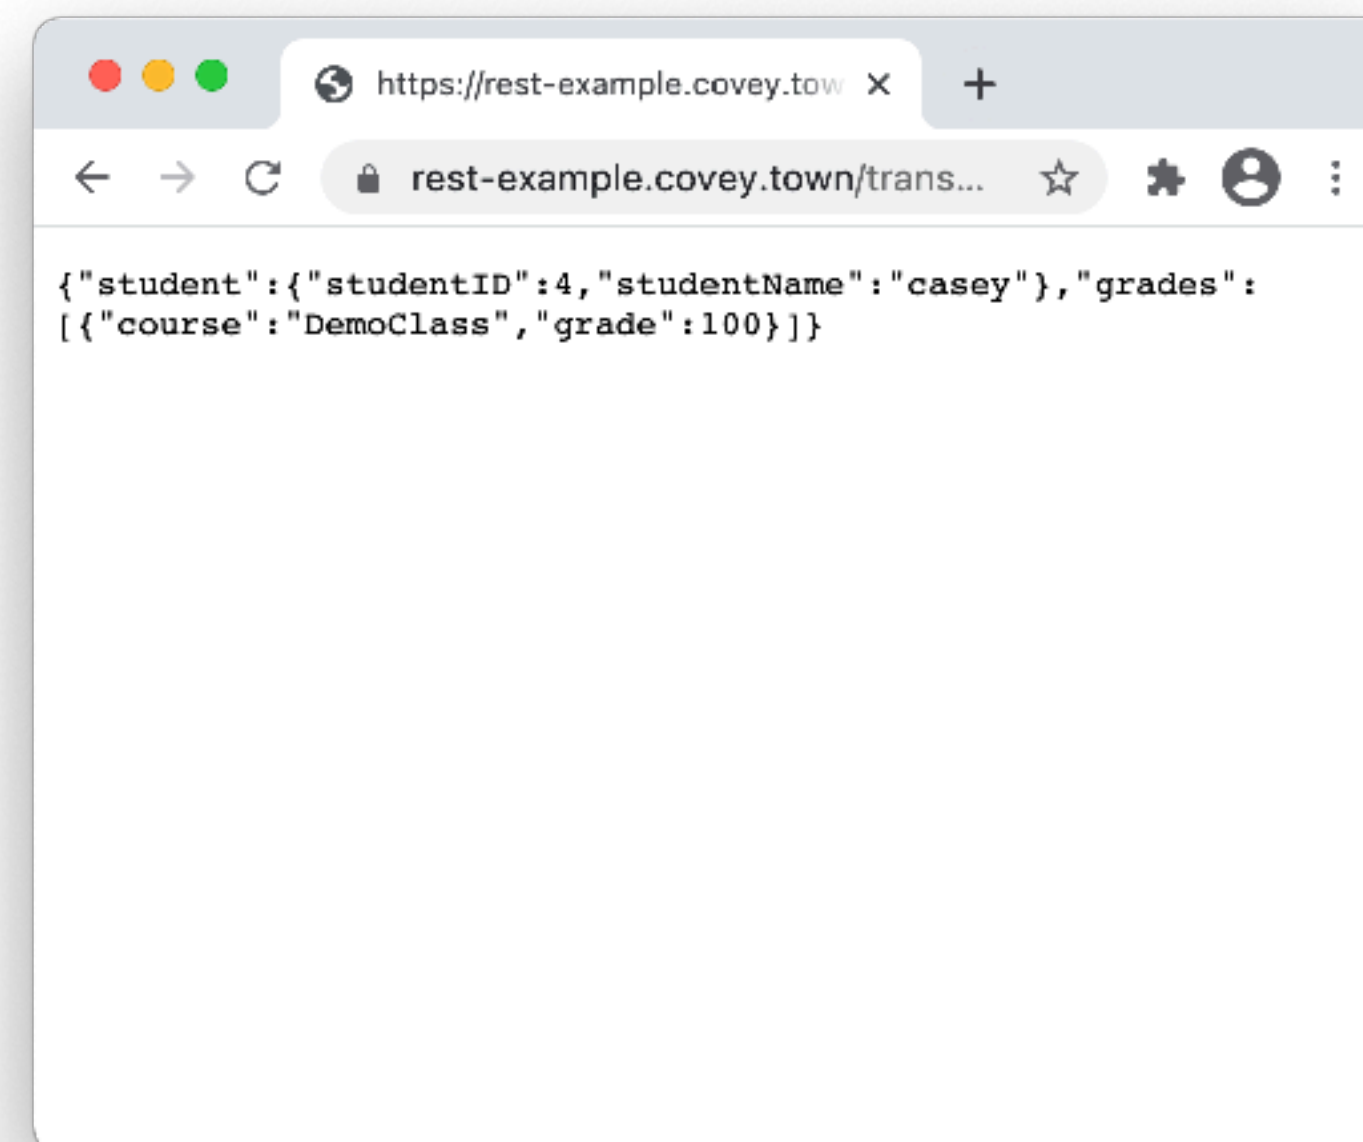 https://rest-example.covey.tow
rest-example.covey.town/trans...
{"student":{"studentID":4,"studentName":"casey"},"grades":
[{"course":"DemoClass","grade":100}]}